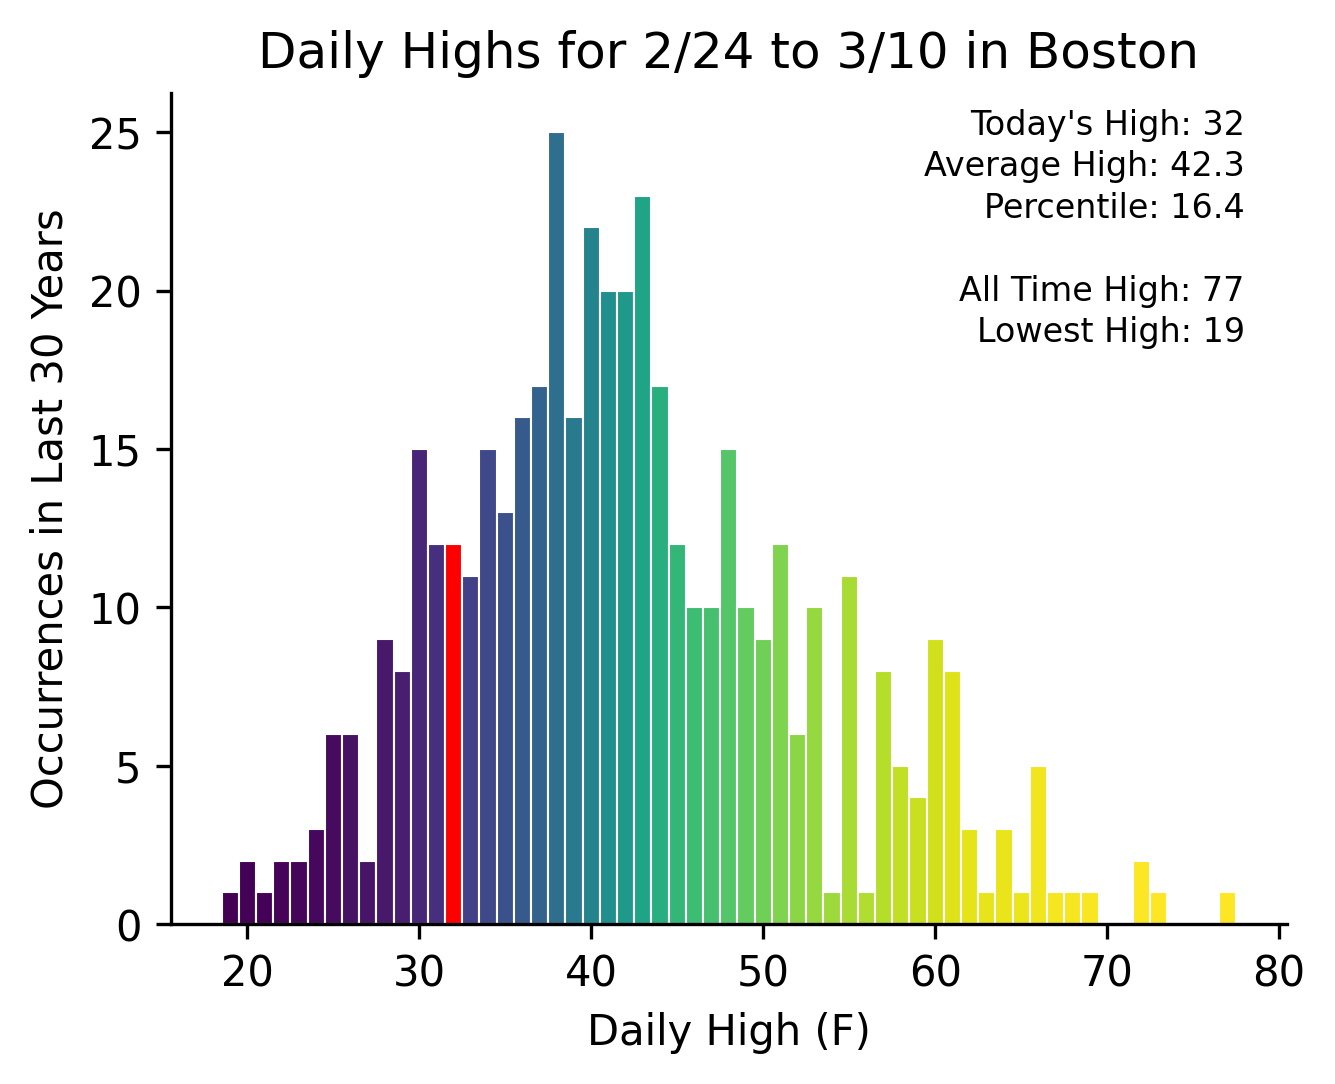 Daily Highs for 2/24 to 3/10 in Boston
Today's High: 32
Average High: 42.3
Percentile: 16.4
All Time High: 77
Lowest High: 19
Occurrences in Last 30 Years
25
20
15
10
5
0
20 30 40 50 60 70 80
Daily High (F)